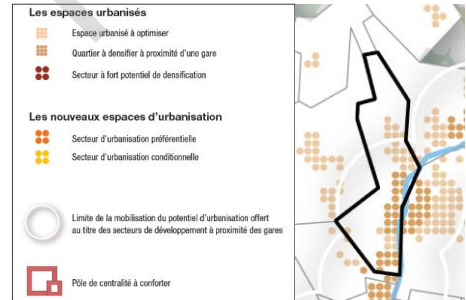 Les espaces urbanisés
Espace urbanisé à optimiser
Quartier à densifier à proximité d'une gare
Secteur à fort potentiel de densification
Les nouveaux espaces d'urbanisation
Secteur d'urbanisation préférentielle
Secteur d'urbanisation conditionnelle
Limite de la mobilisation du potentiel d'urbanisation offert
au titre des secteurs de développement à proximité des gares
Pôle de centralité à conforter